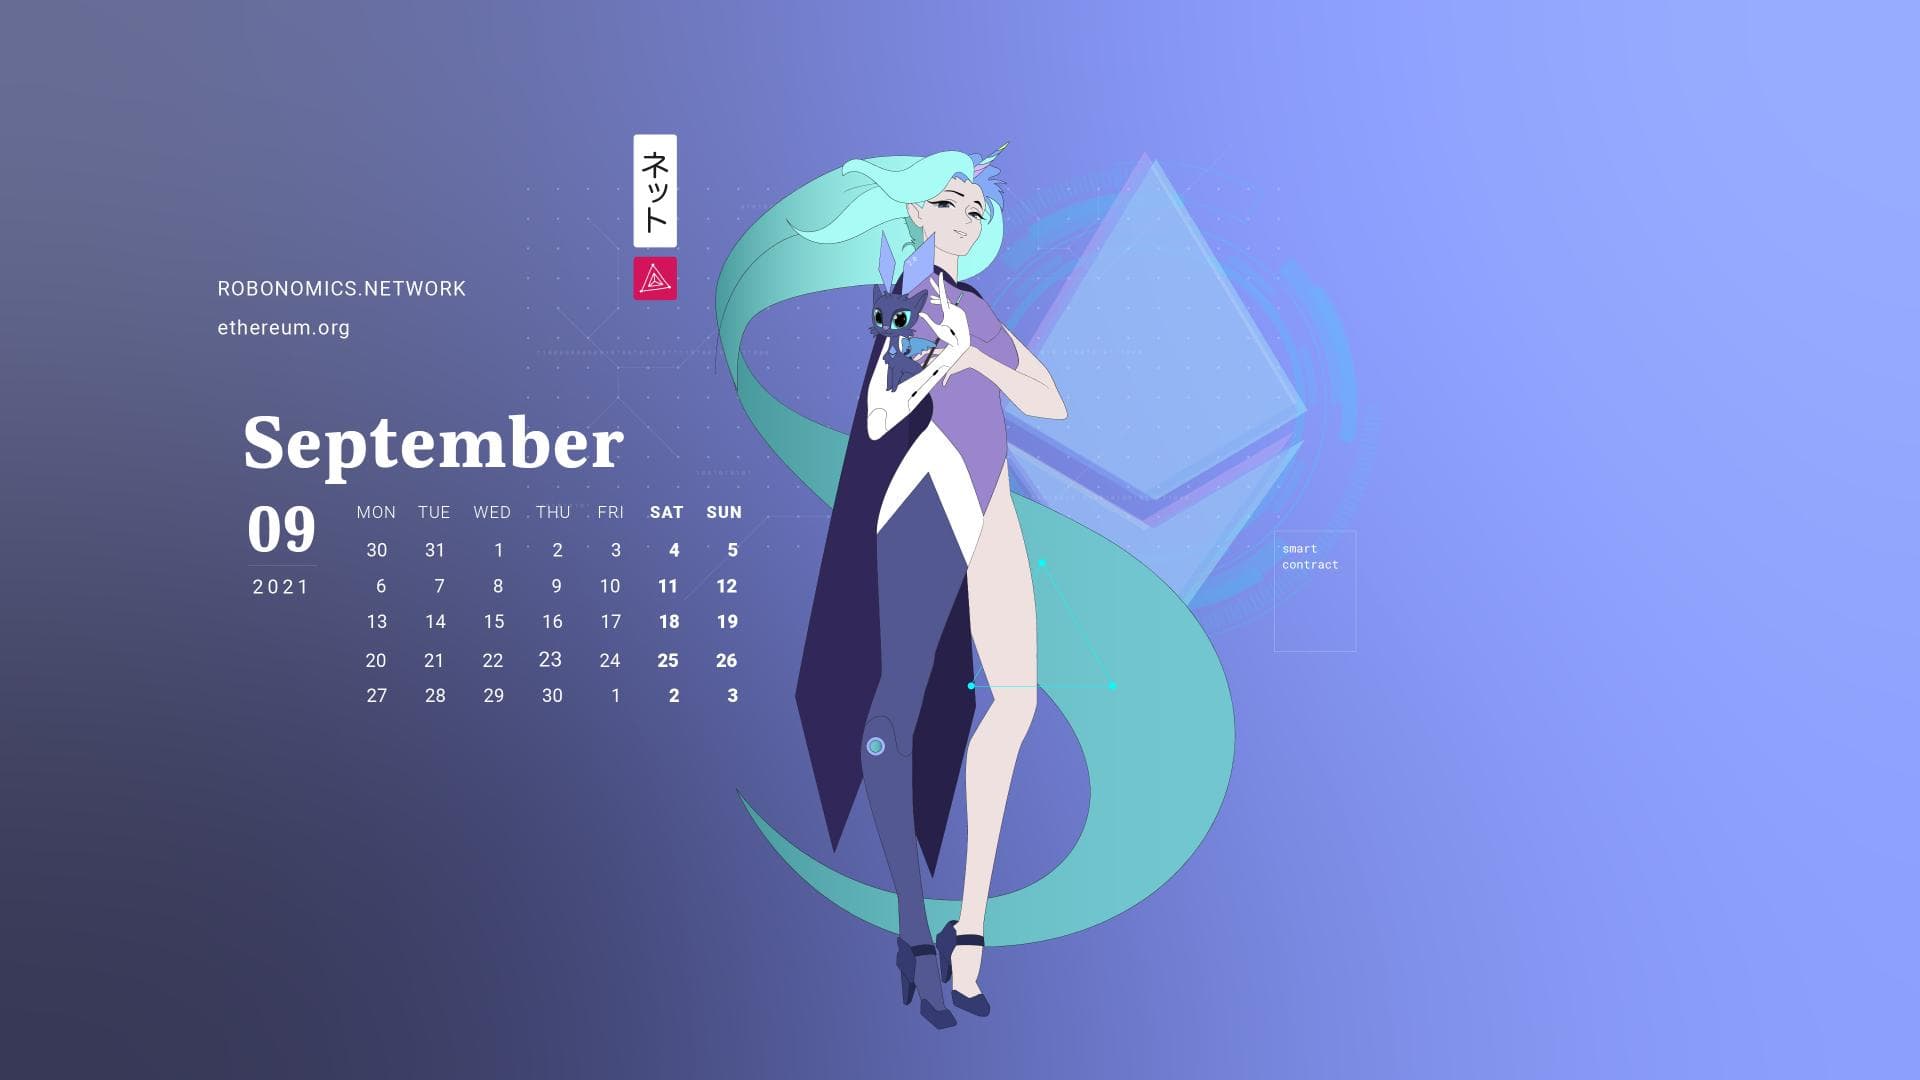 ネット
ROBONOMICS.NETWORK
ethereum.org
September
09
2021
MON TUE WED THU FRI SAT SUN
30 31 1 2 3 4 5
6 7 8 9 10 11 12
13 14 15 16 17 18 19
20 21 22 23 24 25 26
27 28 29 30 1 2 3
smart
contract